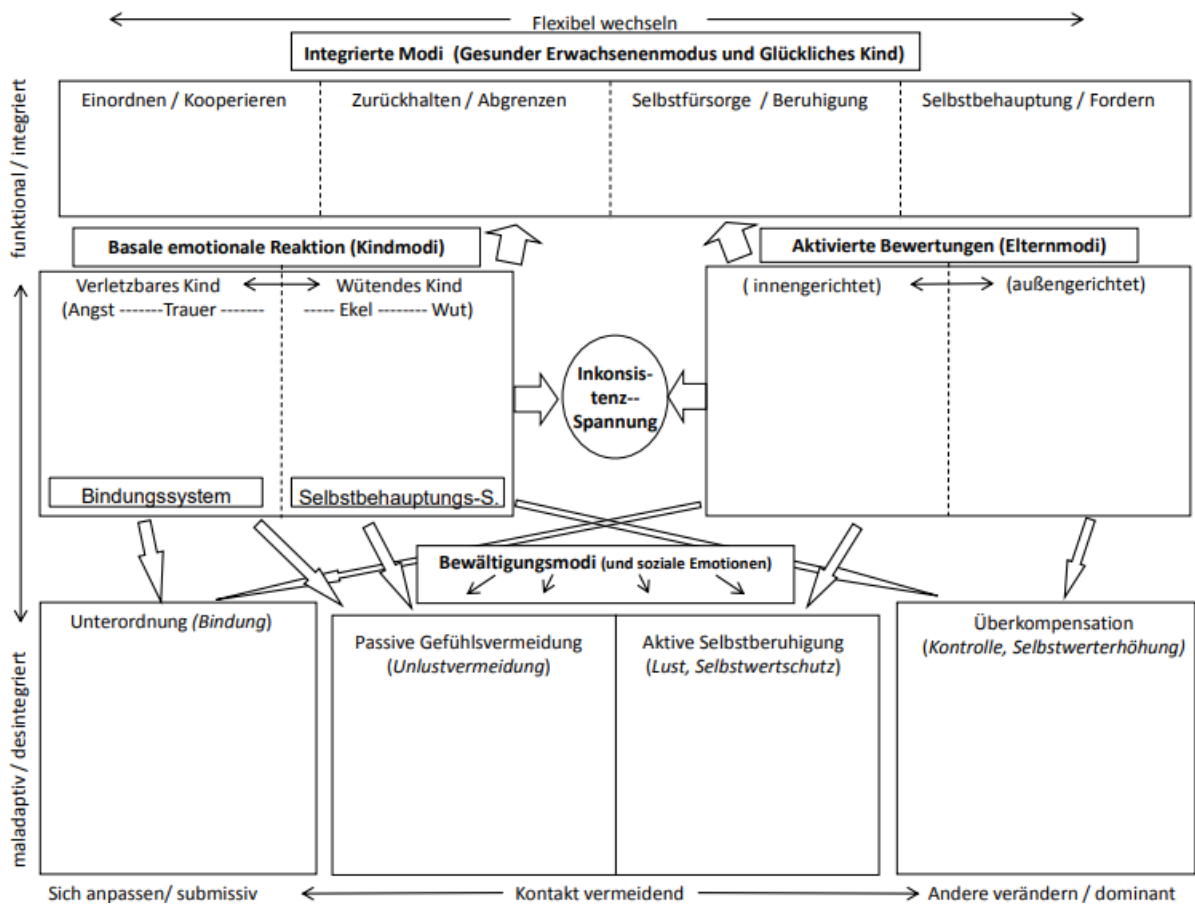 Flexibel wechseln
Integrierte Modi (Gesunder Erwachsenenmodus und Glückliches Kind)
funktional / integriert
Einordnen / Kooperieren
Zurückhalten / Abgrenzen
Selbstfürsorge / Beruhigung
Selbstbehauptung / Fordern
Basale emotionale Reaktion (Kindmodi)
Aktivierte Bewertungen (Elternmodi)
Verletzbares Kind
Wütendes Kind
(Angst -------Trauer -------
----- Ekel -------- Wut)
( innengerichtet)
(außengerichtet)
Inkonsis-
tenz--
Spannung
Bindungssystem
Selbstbehauptungs-S.
Bewältigungsmodi (und soziale Emotionen)
maladaptiv / desintegriert
Unterordnung (Bindung)
Passive Gefühlsvermeidung
(Unlustvermeidung)
Aktive Selbstberuhigung
(Lust, Selbstwertschutz)
Überkompensation
(Kontrolle, Selbstwerterhöhung)
Sich anpassen/ submissiv
Kontakt vermeidend
Andere verändern / dominant